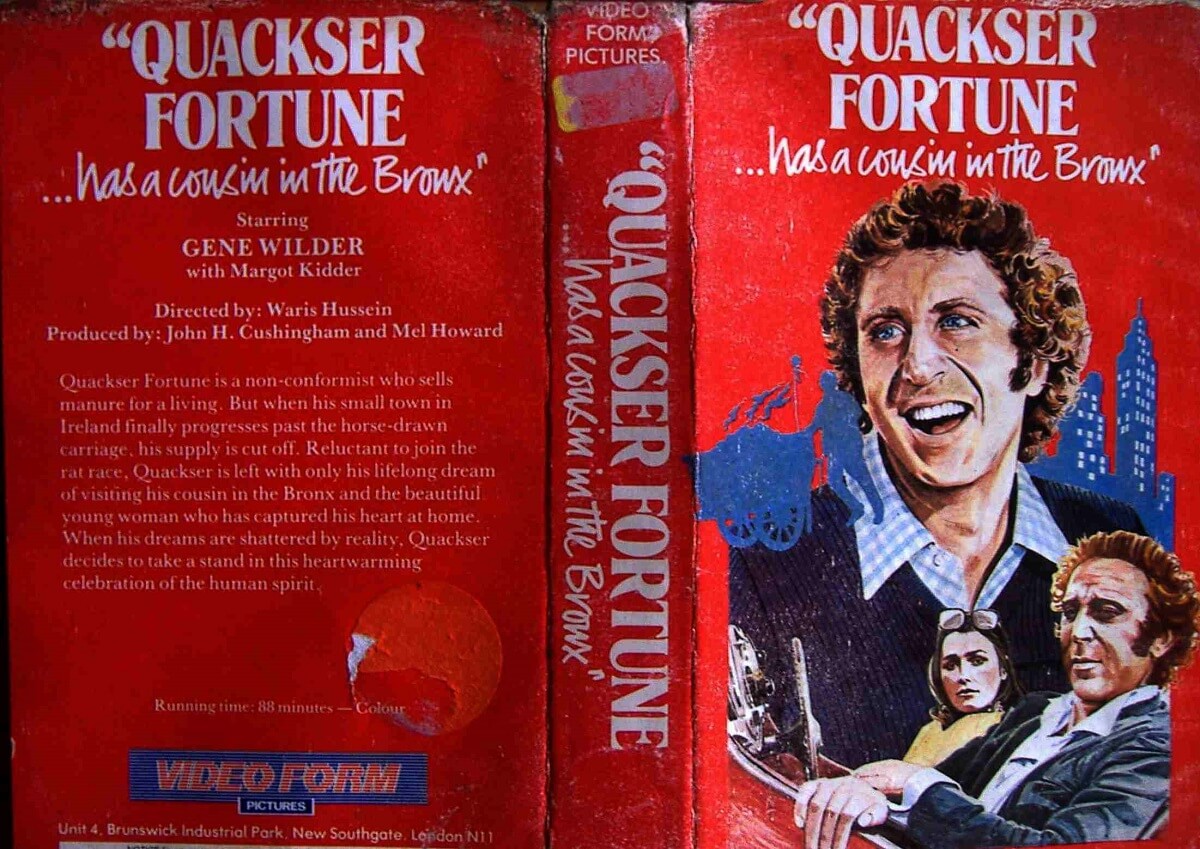 “QUACKSER
FORTUNE
...has a cousin in the Bronx”
Starring
GENE WILDER
with Margot Kidder
Directed by: Waris Hussein
Produced by: John H. Cushingham and Mel Howard
Quackser Fortune is a non-conformist who sells
manure for a living. But when his small town in
Ireland finally progresses past the horse-drawn
carriage, his supply is cut off. Reluctant to join the
rat race, Quackser is left with only his lifelong dream
of visiting his cousin in the Bronx and the beautiful
young woman who has captured his heart at home.
When his dreams are shattered by reality, Quackser
decides to take a stand in this heartwarming
celebration of the human spirit.
Running time: 88 minutes — Colour
VIDEO FORM
PICTURES
Unit 4, Brunswick Industrial Park, New Southgate, London N11
VIDEO
FORM
PICTURES.
“QUACKSER FORTUNE
...has a cousin in the Bronx”
“QUACKSER
FORTUNE
...has a cousin in the Bronx”